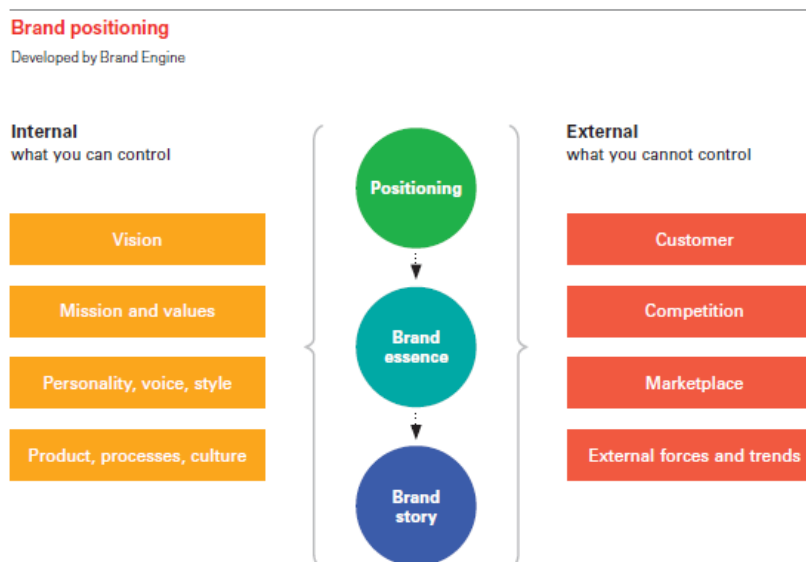 Brand positioning
Developed by Brand Engine
Internal
what you can control
Vision
Mission and values
Personality, voice, style
Product, processes, culture
Positioning
Brand
essence
Brand
story
External
what you cannot control
Customer
Competition
Marketplace
External forces and trends